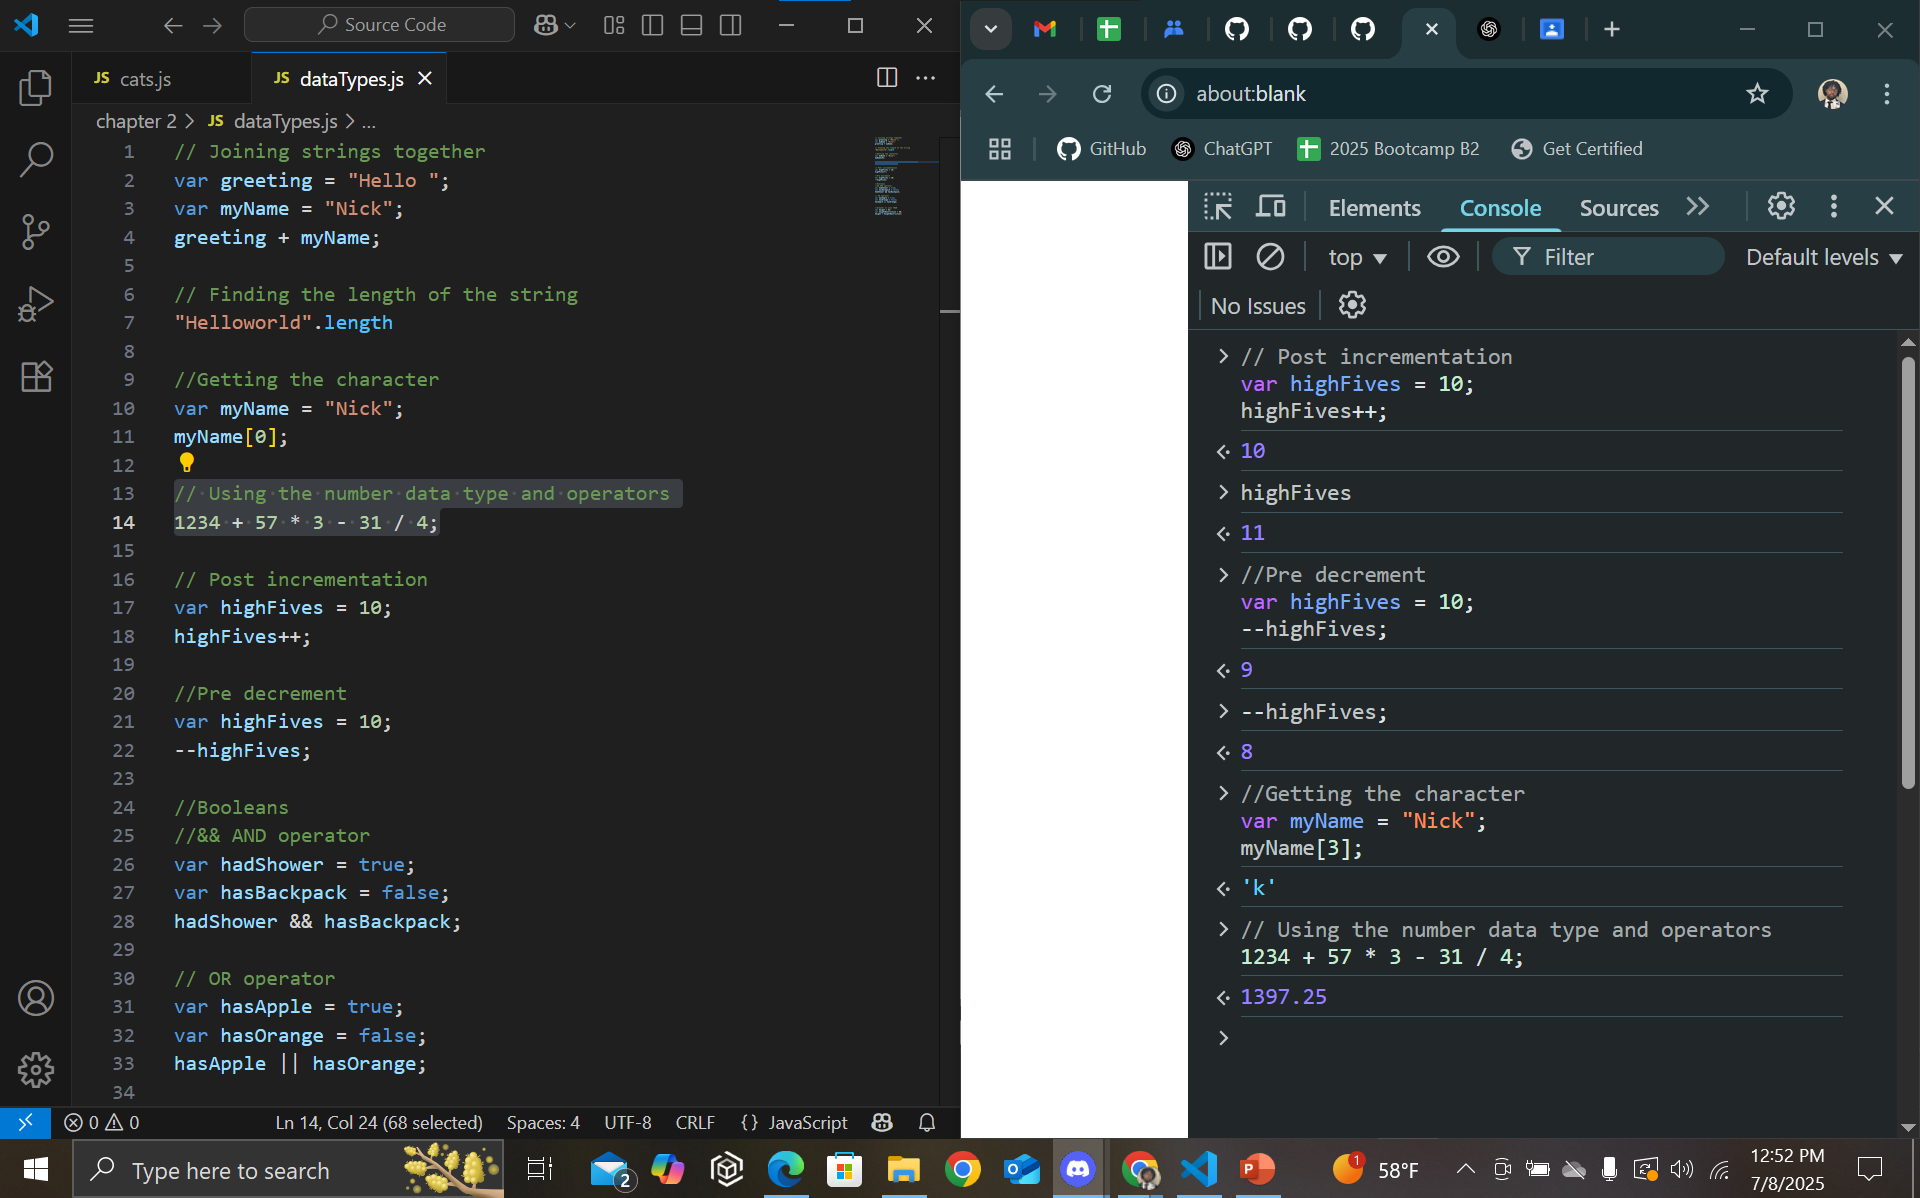 Source Code
JS cats.js
JS dataTypes.js
chapter 2 > JS dataTypes.js > ...
1 // Joining strings together
2 var greeting = "Hello ";
3 var myName = "Nick";
4 greeting + myName;
5
6 // Finding the length of the string
7 "Helloworld".length
8
9 //Getting the character
10 var myName = "Nick";
11 myName[0];
12
13 // Using the number data type and operators
14 1234 + 57 * 3 - 31 / 4;
15
16 // Post incrementation
17 var highFives = 10;
18 highFives++;
19
20 //Pre decrement
21 var highFives = 10;
22 --highFives;
23
24 //Booleans
25 //&& AND operator
26 var hadShower = true;
27 var hasBackpack = false;
28 hadShower && hasBackpack;
29
30 // OR operator
31 var hasApple = true;
32 var hasOrange = false;
33 hasApple || hasOrange;
34
0 0
Ln 14, Col 24 (68 selected)
Spaces: 4
UTF-8
CRLF
{} JavaScript
about:blank
GitHub
ChatGPT
2025 Bootcamp B2
Get Certified
Elements
Console
Sources
top
Filter
Default levels
No Issues
> // Post incrementation
var highFives = 10;
highFives++;
10
> highFives
11
> //Pre decrement
var highFives = 10;
--highFives;
9
> --highFives;
8
> //Getting the character
var myName = "Nick";
myName[3];
'k'
> // Using the number data type and operators
1234 + 57 * 3 - 31 / 4;
1397.25
>
Type here to search
2
P
1
58°F
12:52 PM
7/8/2025